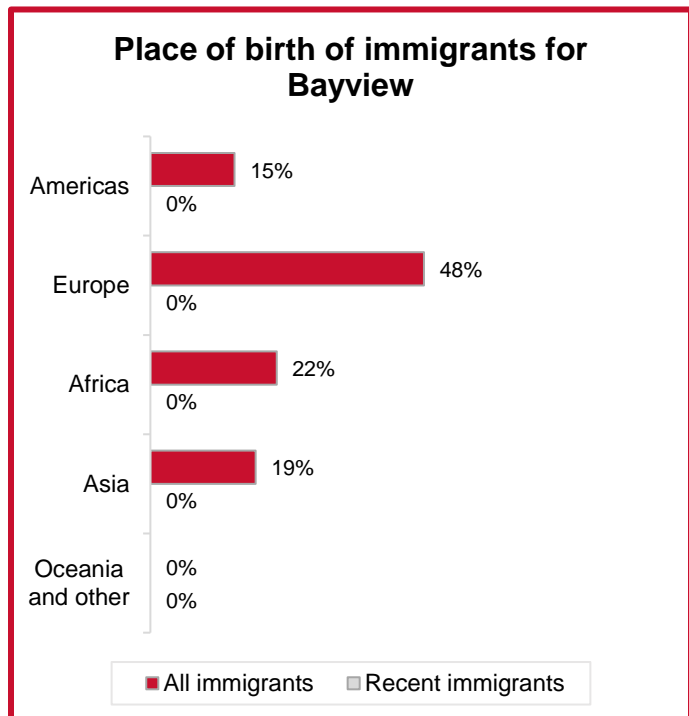 Place of birth of immigrants for
Bayview
Americas
15%
0%
Europe
48%
0%
Africa
22%
0%
Asia
19%
0%
Oceania
and other
0%
0%
All immigrants
Recent immigrants